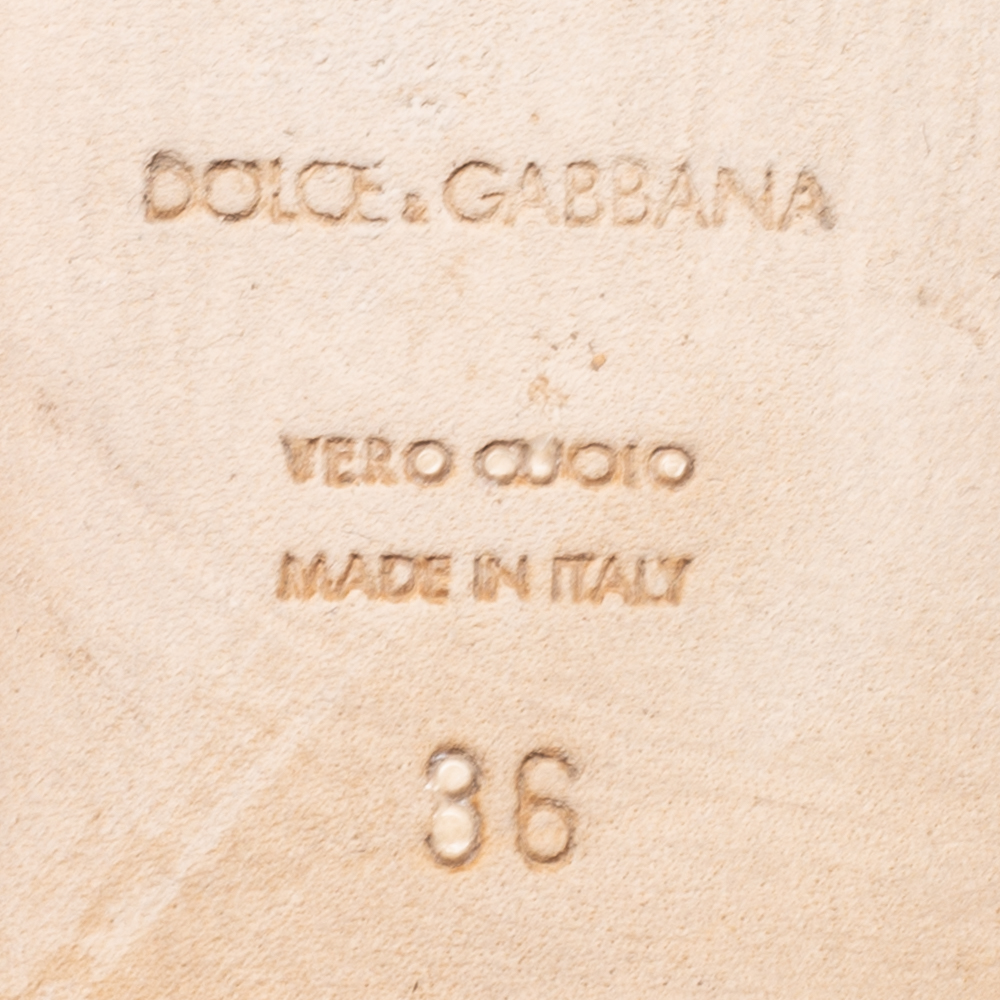 DOLCE & GABBANA
VERO CUOIO
MADE IN ITALY
36